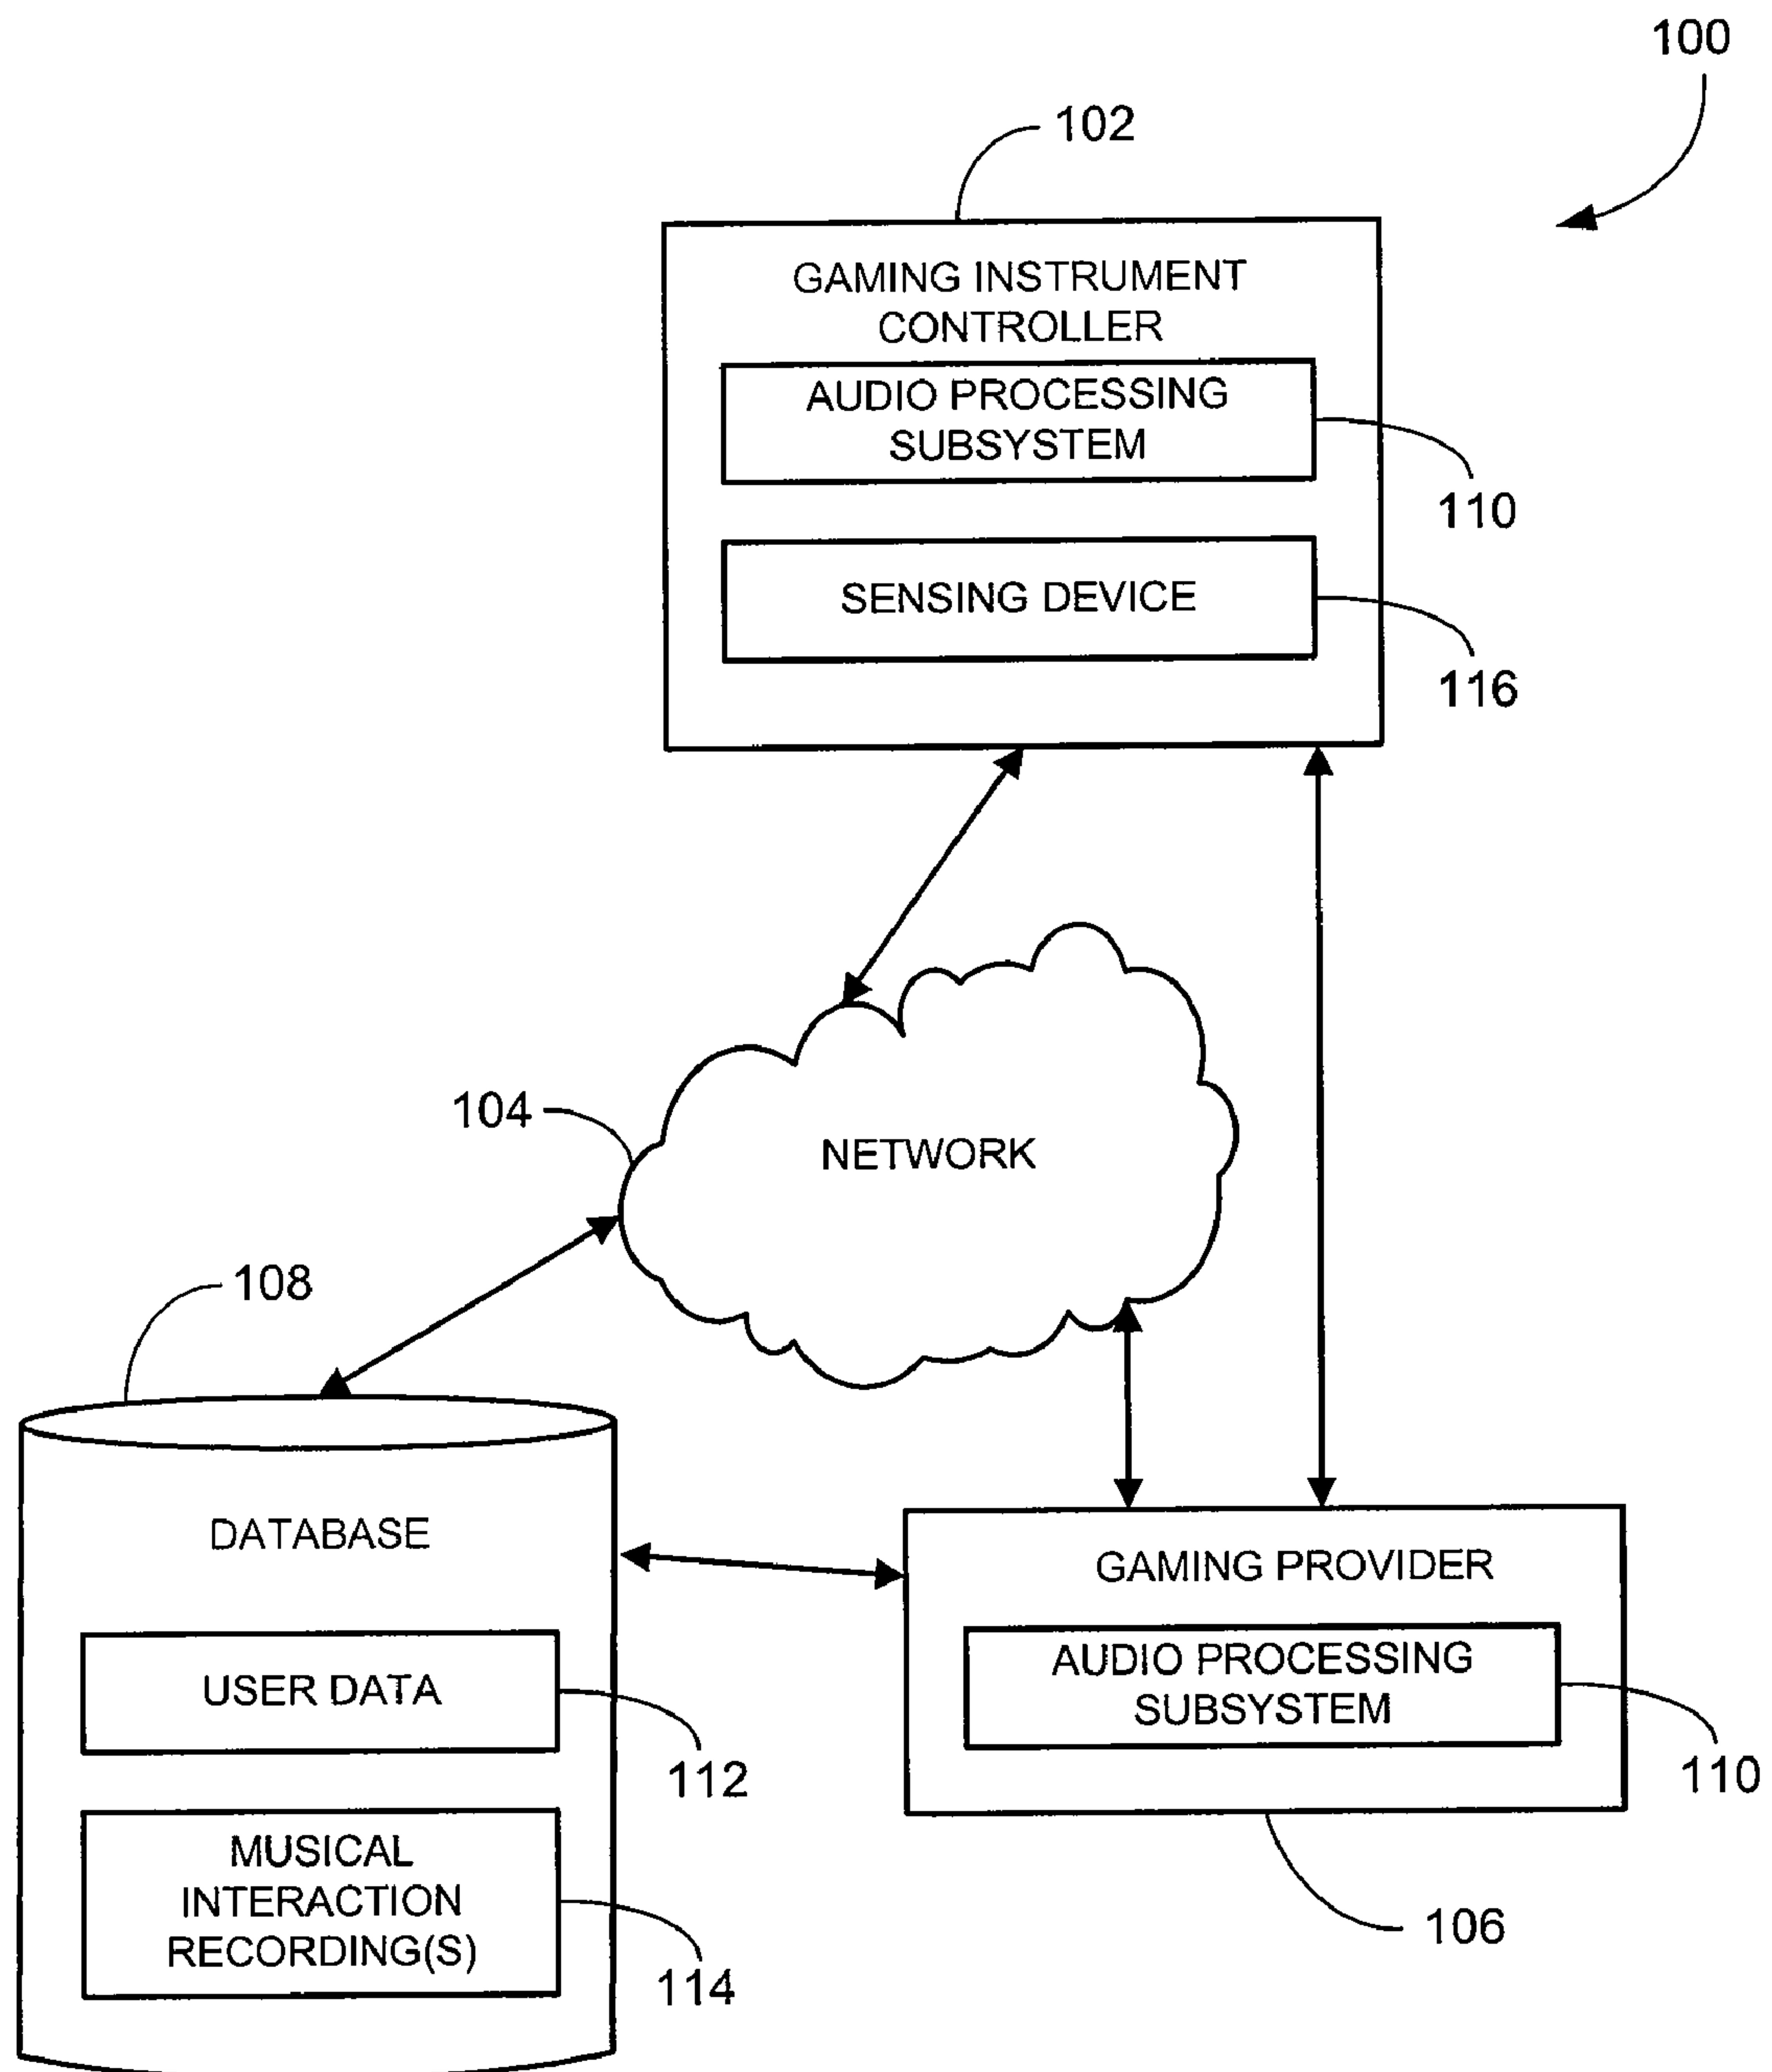 100
102
GAMING INSTRUMENT
CONTROLLER
AUDIO PROCESSING
SUBSYSTEM
110
SENSING DEVICE
116
104
NETWORK
108
DATABASE
USER DATA
112
MUSICAL
INTERACTION
RECORDING(S)
114
GAMING PROVIDER
AUDIO PROCESSING
SUBSYSTEM
110
106